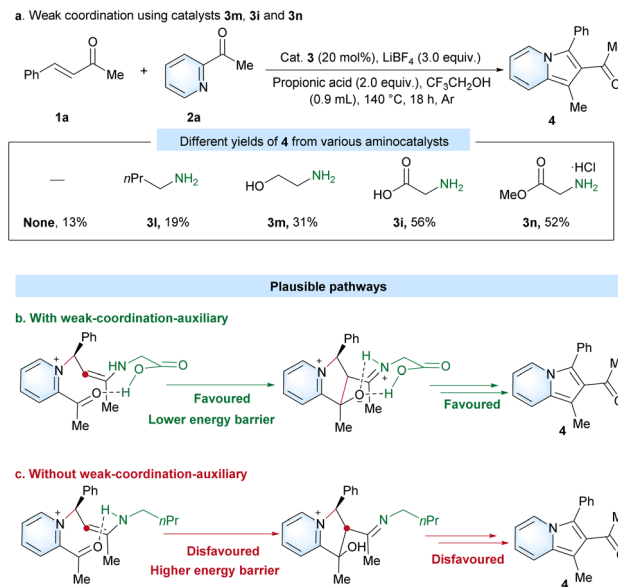 a. Weak coordination using catalysts 3m, 3i and 3n
O
Ph
Me
1a
+
O
Me
N
2a
Cat. 3 (20 mol%), LiBF4 (3.0 equiv.)
Propionic acid (2.0 equiv.), CF3CH2OH
(0.9 mL), 140 °C, 18 h, Ar
Ph
M
N
O
Me
4
Different yields of 4 from various aminocatalysts
—
nPr NH2
HO NH2
O
HO NH2
O ·HCl
MeO NH2
None, 13%
3l, 19%
3m, 31%
3i, 56%
3n, 52%
Plausible pathways
b. With weak-coordination-auxiliary
Ph
HN
O
N+
H O
O
Me
Me
Favoured
Lower energy barrier
Ph
H N
+
O
N+
O
H O
Me
Me
Favoured
Ph
M
N
O
Me
4
c. Without weak-coordination-auxiliary
Ph
H N nPr
N+
O
Me
Me
Disfavoured
Higher energy barrier
Ph
N nPr
N+
OH Me
Me
Disfavoured
Ph
M
N
O
Me
4